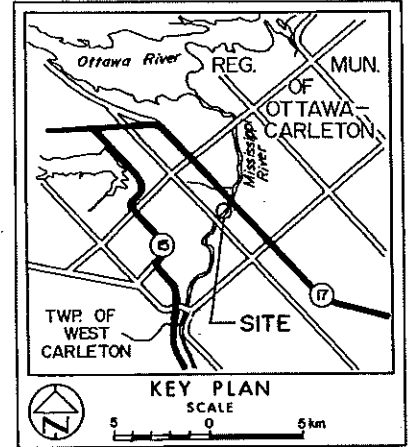 Ottawa River
REG. MUN.
OF
OTTAWA-
CARLETON
Mississippi
River
15
17
TWP. OF
WEST
CARLETON
SITE
KEY PLAN
SCALE
N
5 0 5 km